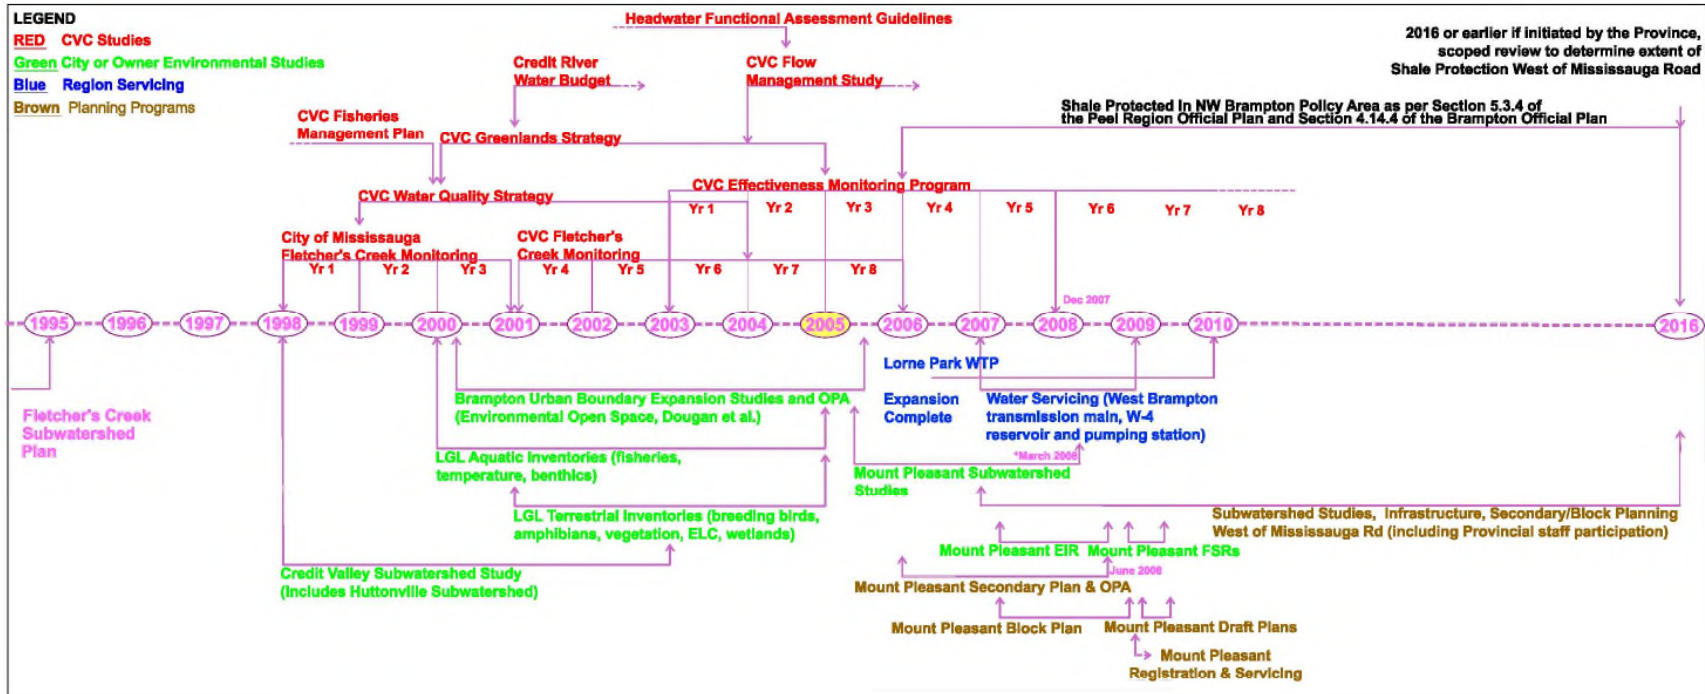 LEGEND
RED CVC Studies
Green City or Owner Environmental Studies
Blue Region Servicing
Brown Planning Programs
Headwater Functional Assessment Guidelines
2016 or earlier if initiated by the Province,
scoped review to determine extent of
Shale Protection West of Mississauga Road
Credit River
Water Budget
CVC Flow
Management Study
Shale Protected In NW Brampton Policy Area as per Section 5.3.4 of
the Peel Region Official Plan and Section 4.14.4 of the Brampton Official Plan
CVC Fisheries
Management Plan
CVC Greenlands Strategy
CVC Effectiveness Monitoring Program
Yr 1 Yr 2 Yr 3 Yr 4 Yr 5 Yr 6 Yr 7 Yr 8
CVC Water Quality Strategy
City of Mississauga
Fletcher's Creek Monitoring
CVC Fletcher's
Creek Monitoring
Yr 1 Yr 2 Yr 3 Yr 4 Yr 5 Yr 6 Yr 7 Yr 8
Dec 2007
1995 1996 1997 1998 1999 2000 2001 2002 2003 2004 2005 2006 2007 2008 2009 2010 2016
Fletcher's Creek
Subwatershed
Plan
Lorne Park WTP
Expansion
Complete
Brampton Urban Boundary Expansion Studies and OPA
(Environmental Open Space, Dougan et al.)
Water Servicing (West Brampton
transmission main, W-4
reservoir and pumping station)
*March 2008
LGL Aquatic Inventories (fisheries,
temperature, benthics)
Mount Pleasant Subwatershed
Studies
LGL Terrestrial Inventories (breeding birds,
amphibians, vegetation, ELC, wetlands)
Subwatershed Studies, Infrastructure, Secondary/Block Planning
West of Mississauga Rd (including Provincial staff participation)
Mount Pleasant EIR
Mount Pleasant FSRs
June 2008
Credit Valley Subwatershed Study
(Includes Huttonville Subwatershed)
Mount Pleasant Secondary Plan & OPA
Mount Pleasant Block Plan
Mount Pleasant Draft Plans
Mount Pleasant
Registration & Servicing